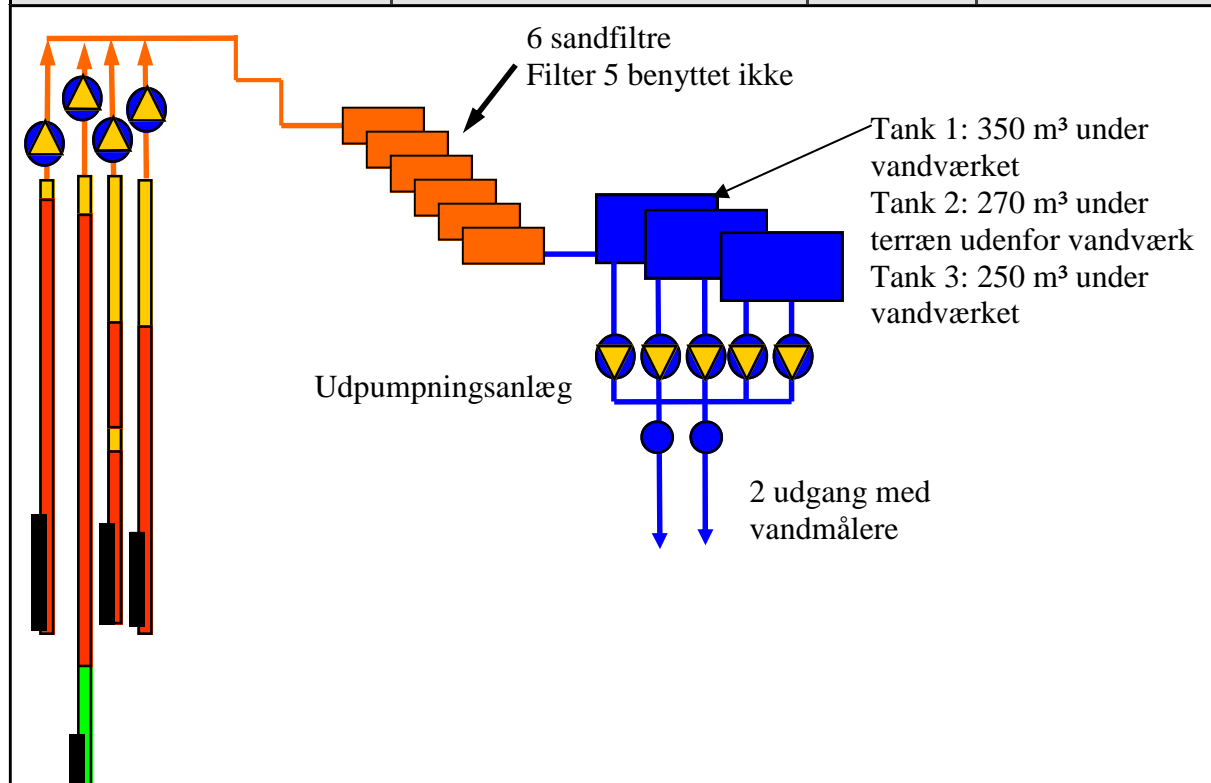 6 sandfiltre
Filter 5 benyttet ikke
Tank 1: 350 m³ under
vandværket
Tank 2: 270 m³ under
terræn udenfor vandværk
Tank 3: 250 m³ under
vandværket
Udpumpningsanlæg
2 udgang med
vandmålere